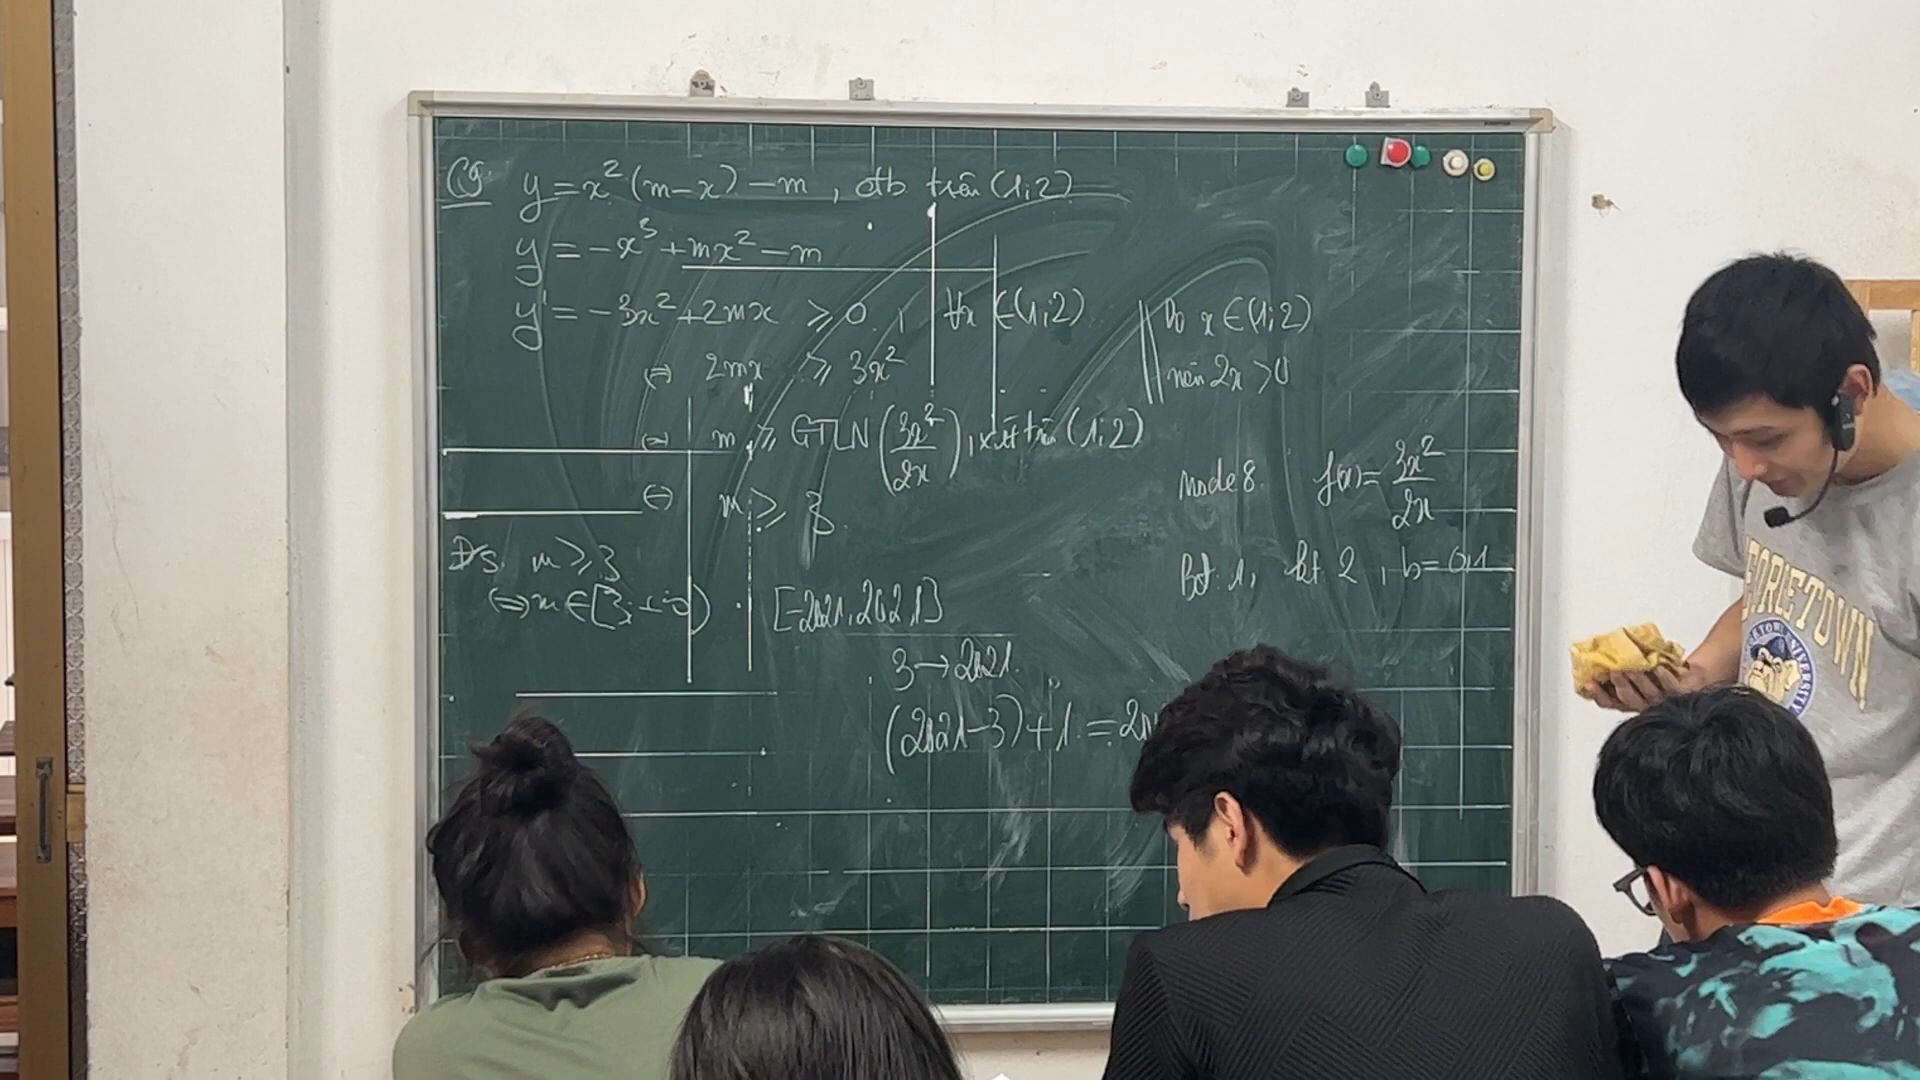 C9 y = x²(m-x) - m, đb trên (1;2)
y = -x³ + mx² - m
y' = -3x² + 2mx ⩾ 0, ∀x ∈ (1;2)
⇔ 2mx ⩾ 3x²
⇔ m ⩾ GTLN (3x²/2x), xét trên (1;2)
⇔ m ⩾ 3.
Đs. m ⩾ 3
⇔ m ∈ [3; +∞)
[-2021; 2021]
3 → 2021.
(2021-3) + 1 =
Do x ∈ (1;2)
nên 2x > 0
Mode 8. f(x) = 3x²/2x
Bđ: 1, kt 2, b = 0,1
GEORGETOWN